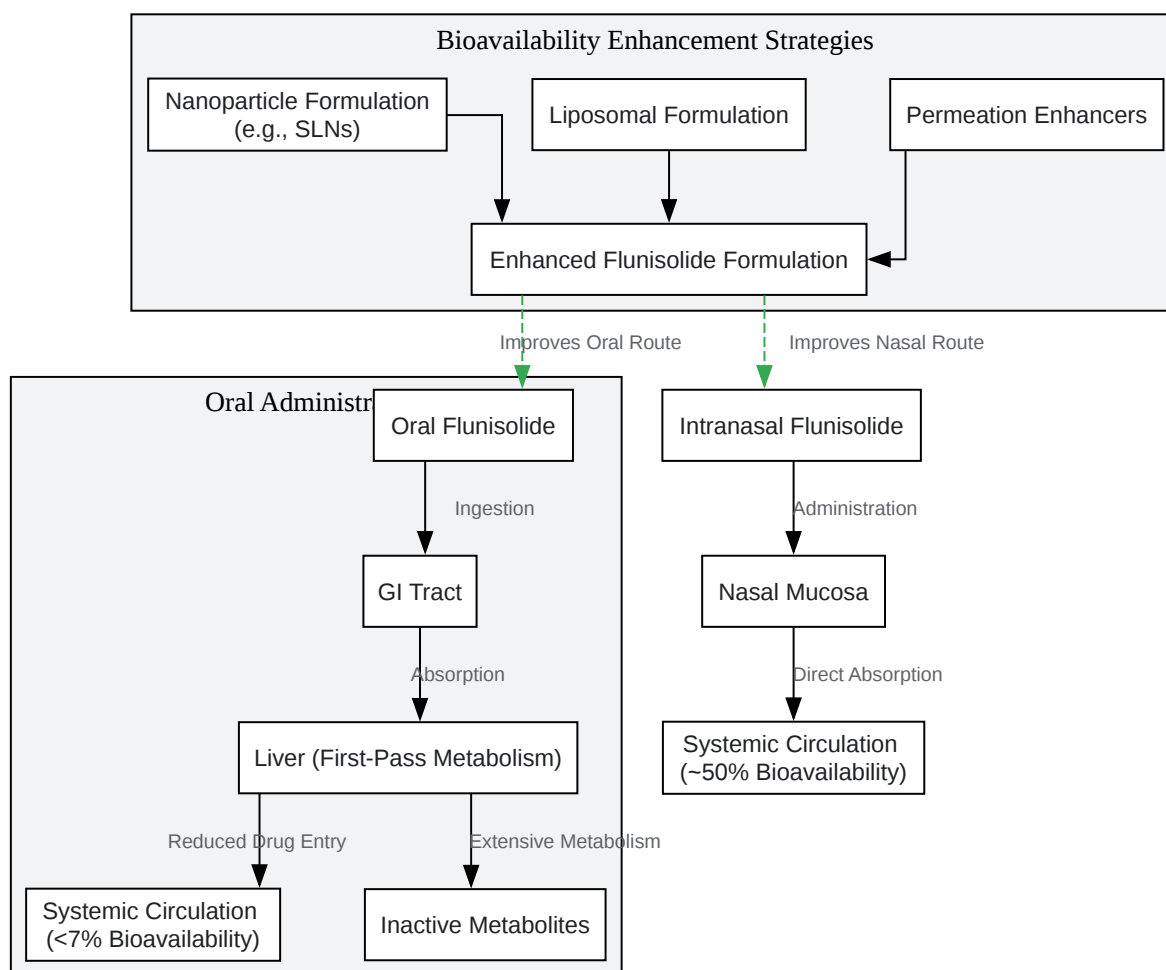 Bioavailability Enhancement Strategies
Nanoparticle Formulation
(e.g., SLNs)
Liposomal Formulation
Permeation Enhancers
Enhanced Flunisolide Formulation
Improves Oral Route
Improves Nasal Route
Oral Administr
Oral Flunisolide
Intranasal Flunisolide
Ingestion
Administration
GI Tract
Nasal Mucosa
Absorption
Direct Absorption
Liver (First-Pass Metabolism)
Systemic Circulation
(~50% Bioavailability)
Reduced Drug Entry
Extensive Metabolism
Systemic Circulation
(<7% Bioavailability)
Inactive Metabolites